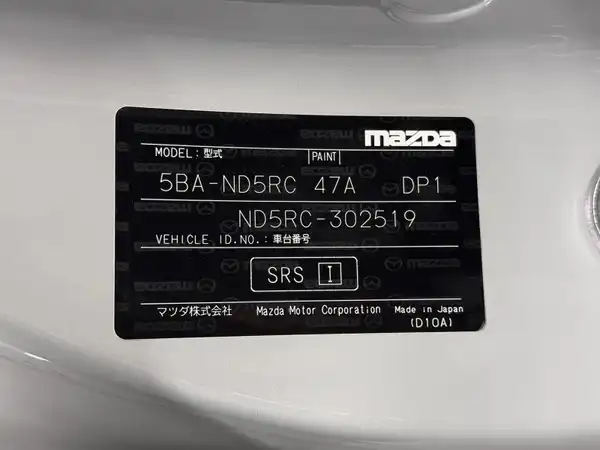 mazda
MODEL: 型式 PAINT
5BA-ND5RC 47A DP1
ND5RC-302519
VEHICLE I.D.NO.: 車台番号
SRS I
マツダ株式会社 Mazda Motor Corporation Made in Japan
(D10A)